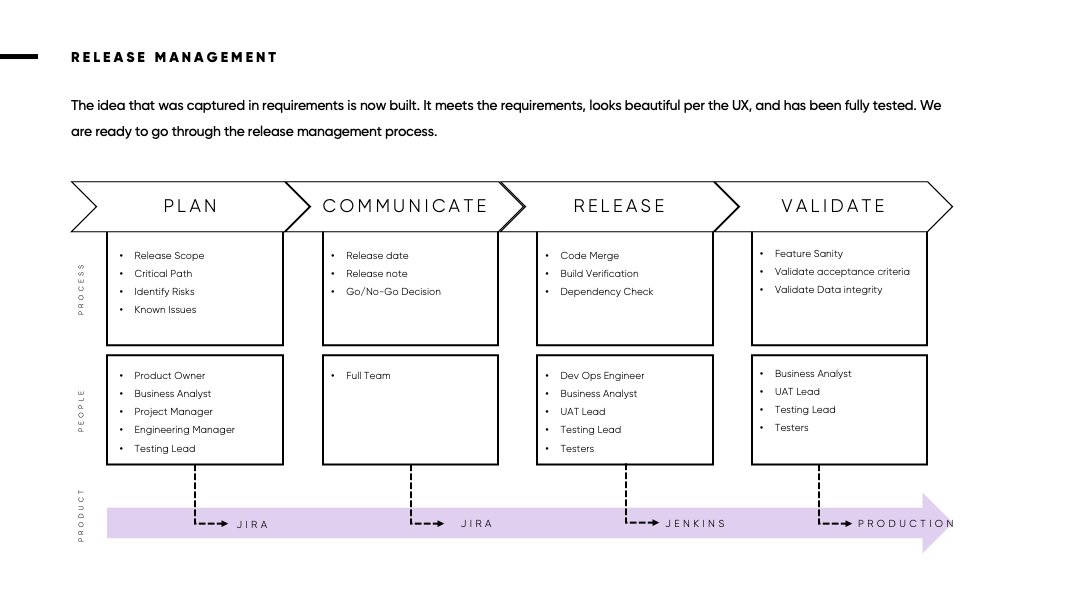 RELEASE MANAGEMENT
The idea that was captured in requirements is now built. It meets the requirements, looks beautiful per the UX, and has been fully tested. We
are ready to go through the release management process.
PLAN
COMMUNICATE
RELEASE
VALIDATE
PROCESS
• Release Scope
• Critical Path
• Identify Risks
• Known Issues
• Release date
• Release note
• Go/No-Go Decision
• Code Merge
• Build Verification
• Dependency Check
• Feature Sanity
• Validate acceptance criteria
• Validate Data integrity
PEOPLE
• Product Owner
• Business Analyst
• Project Manager
• Engineering Manager
• Testing Lead
• Full Team
• Dev Ops Engineer
• Business Analyst
• UAT Lead
• Testing Lead
• Testers
• Business Analyst
• UAT Lead
• Testing Lead
• Testers
PRODUCT
JIRA
JIRA
JENKINS
PRODUCTION